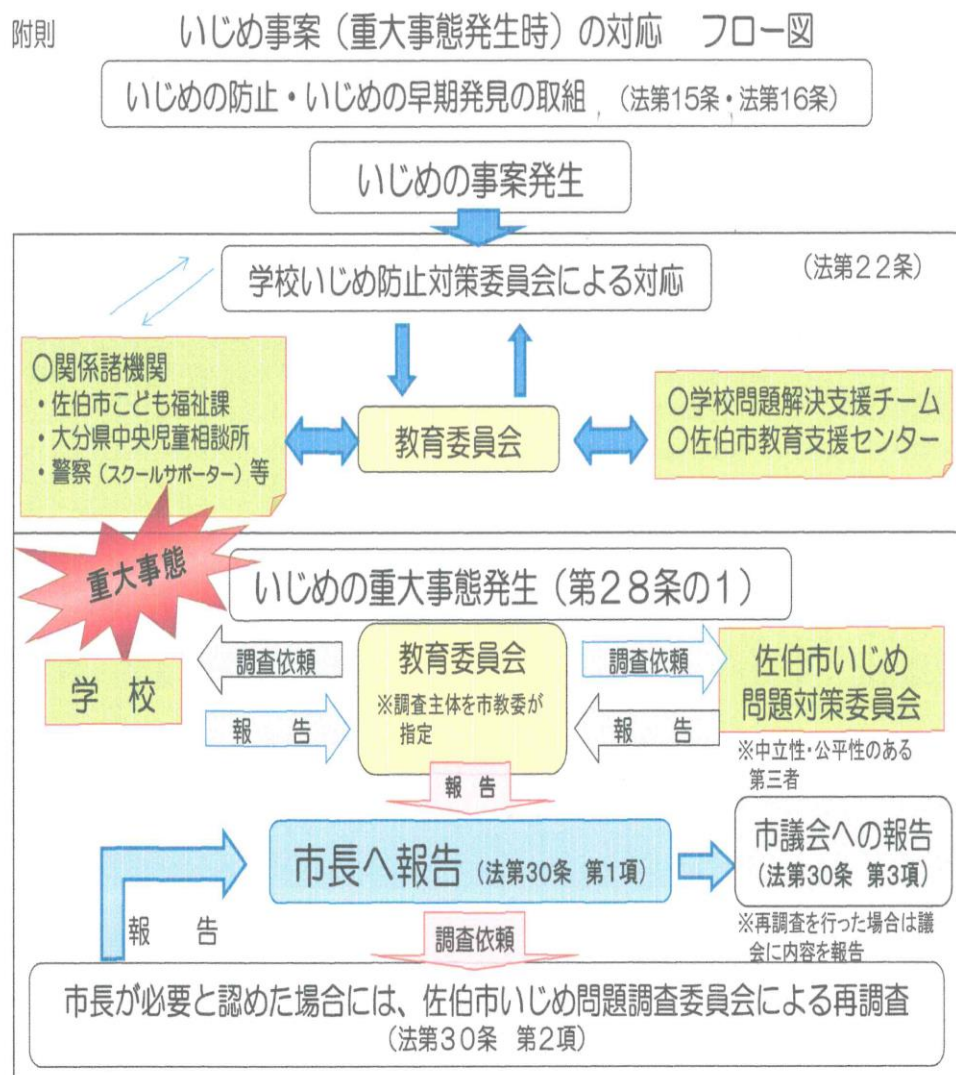 附則
いじめ事案（重大事態発生時）の対応　フロー図
いじめの防止・いじめの早期発見の取組　（法第15条・法第16条）
いじめの事案発生
学校いじめ防止対策委員会による対応
（法第２２条）
〇関係諸機関
・佐伯市こども福祉課
・大分県中央児童相談所
・警察（スクールサポーター）等
教育委員会
〇学校問題解決支援チーム
〇佐伯市教育支援センター
重大事態
いじめの重大事態発生（第２８条の１）
学　校
調査依頼
報　告
教育委員会
※調査主体を市教委が
指定
調査依頼
報　告
佐伯市いじめ
問題対策委員会
※中立性・公平性のある
第三者
報　告
市長へ報告（法第30条　第1項）
市議会への報告
（法第30条　第3項）
※再調査を行った場合は議
会に内容を報告
報　告
調査依頼
市長が必要と認めた場合には、佐伯市いじめ問題調査委員会による再調査
（法第３０条　第２項）